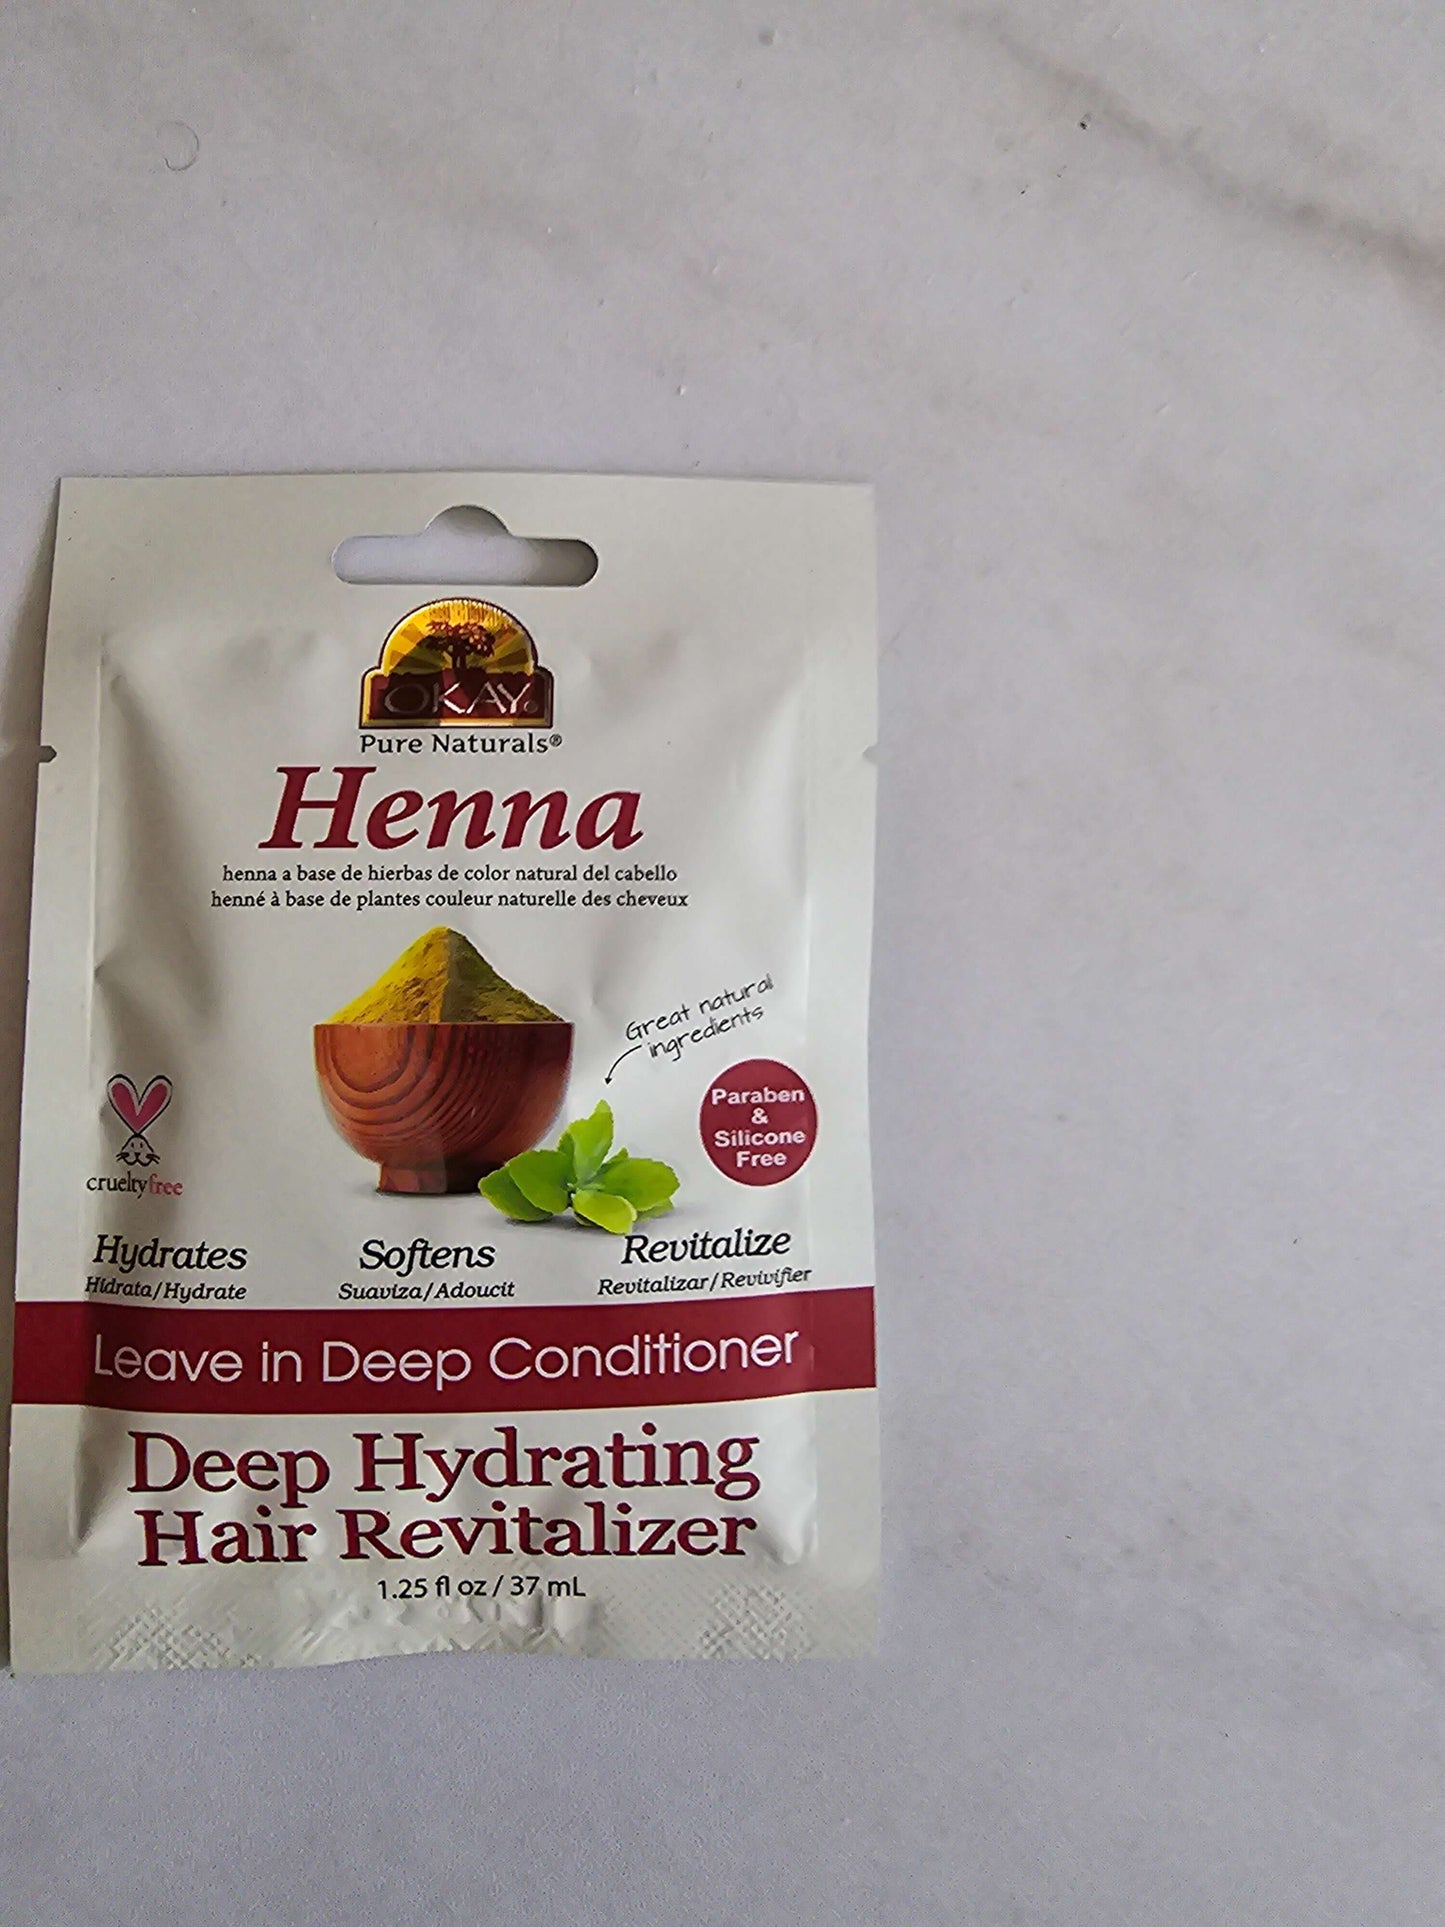 OKAY.
Pure Naturals®
Henna
henna a base de hierbas de color natural del cabello
henné à base de plantes couleur naturelle des cheveux
Great natural
ingredients
Paraben
&
Silicone
Free
crueltyfree
Hydrates
Hidrata/Hydrate
Softens
Suaviza/Adoucit
Revitalize
Revitalizar/Revivifier
Leave in Deep Conditioner
Deep Hydrating
Hair Revitalizer
1.25 fl oz / 37 mL